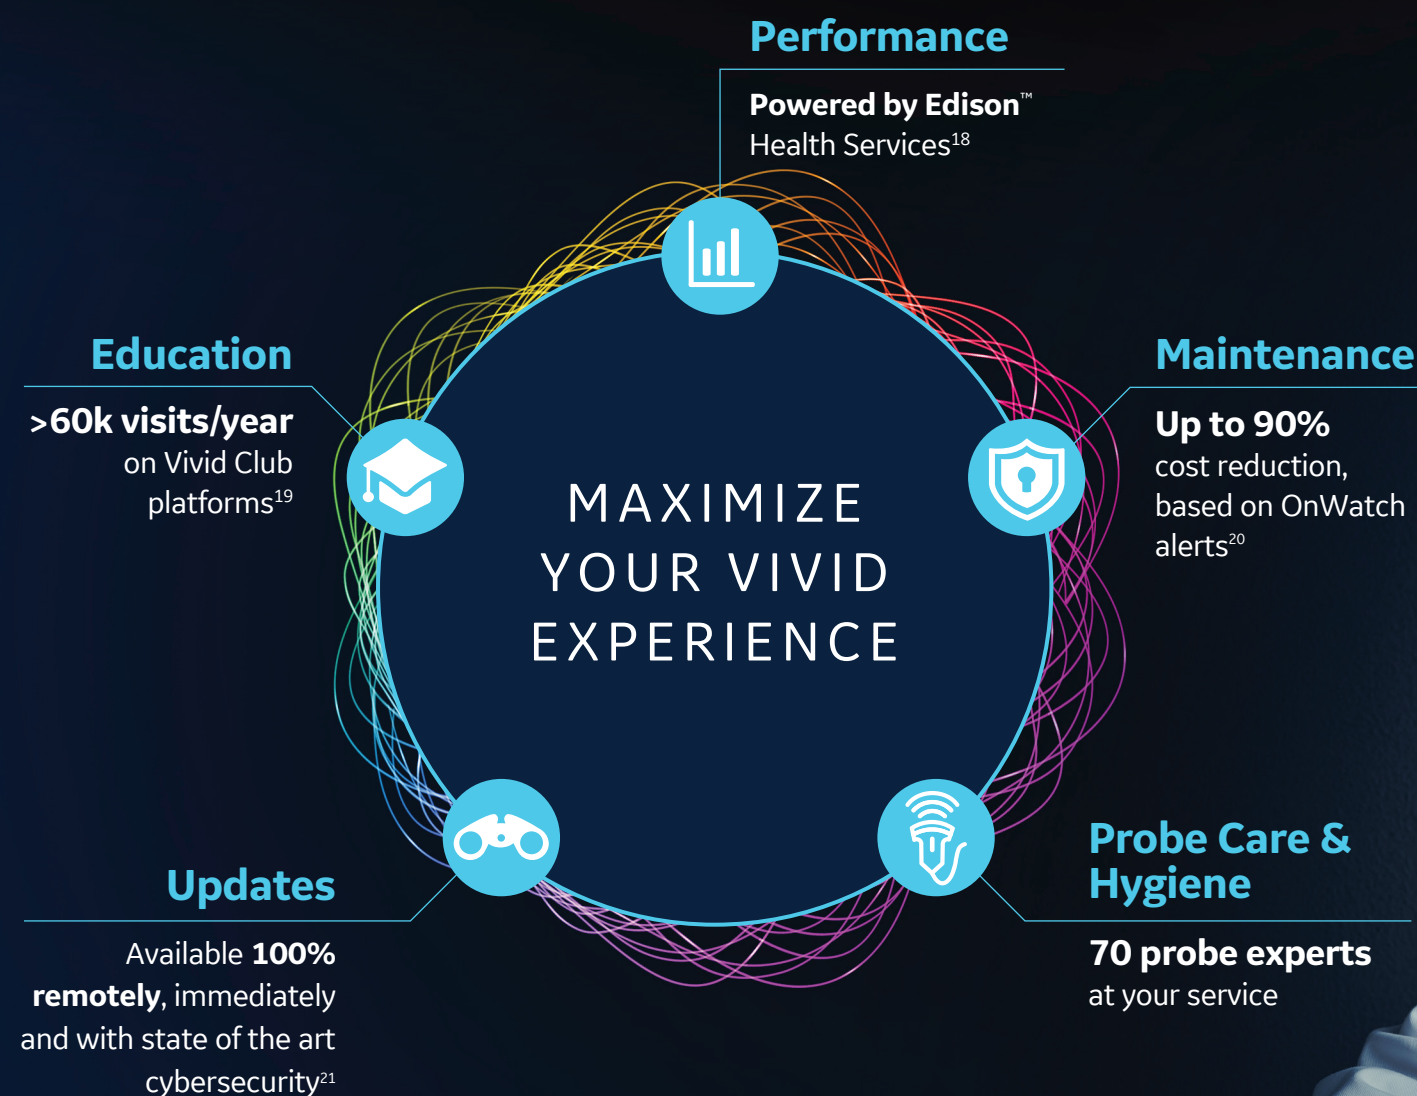 Performance
Powered by Edison™
Health Services18
Education
>60k visits/year
on Vivid Club
platforms19
Maintenance
Up to 90%
cost reduction,
based on OnWatch
alerts20
MAXIMIZE
YOUR VIVID
EXPERIENCE
Updates
Available 100%
remotely, immediately
and with state of the art
cybersecurity21
Probe Care &
Hygiene
70 probe experts
at your service